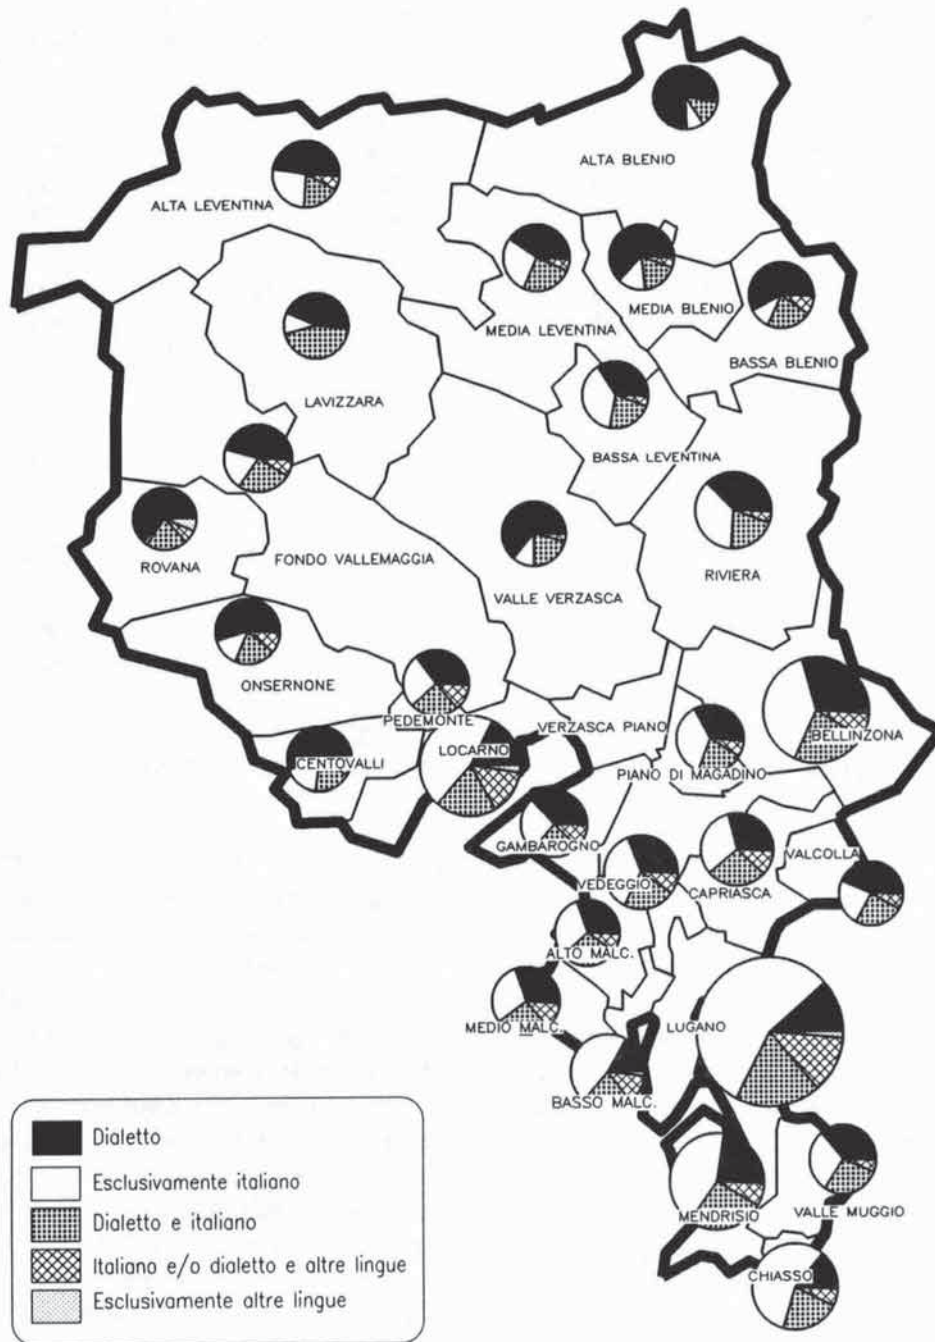 ALTA BLENIO
ALTA LEVENTINA
MEDIA LEVENTINA
MEDIA BLENIO
BASSA BLENIO
LAVIZZARA
BASSA LEVENTINA
ROVANA
FONDO VALLEMAGGIA
VALLE VERZASCA
RIVIERA
ONSERNONE
PEDEMONTE
VERZASCA PIANO
BELLINZONA
LOCARNO
CENTOVALLI
PIANO DI MAGADINO
GAMBAROGNO
VEDEGGIO
CAPRIASCA
VALCOLLA
ALTO MALC.
MEDIO MALC.
LUGANO
BASSO MALC.
MENDRISIO
VALLE MUGGIO
CHIASSO
Dialetto
Esclusivamente italiano
Dialetto e italiano
Italiano e/o dialetto e altre lingue
Esclusivamente altre lingue